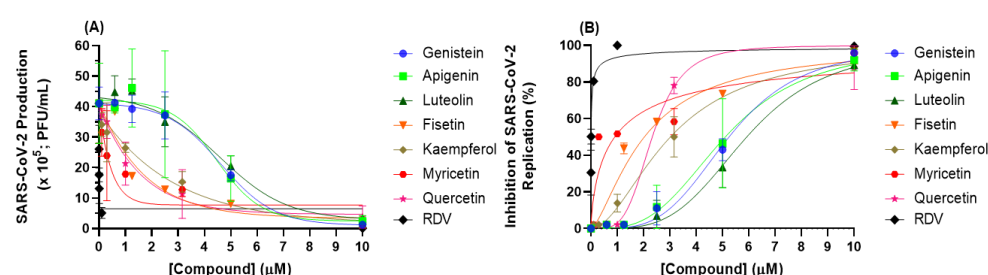 (A)
SARS-CoV-2 Production
(x 10⁵; PFU/mL)
60
50
40
30
20
10
0
0 1 2 3 4 5 6 7 8 9 10
[Compound] (µM)
Genistein
Apigenin
Luteolin
Fisetin
Kaempferol
Myricetin
Quercetin
RDV
(B)
Inhibition of SARS-CoV-2
Replication (%)
100
80
60
40
20
0
0 1 2 3 4 5 6 7 8 9 10
[Compound] (µM)
Genistein
Apigenin
Luteolin
Fisetin
Kaempferol
Myricetin
Quercetin
RDV